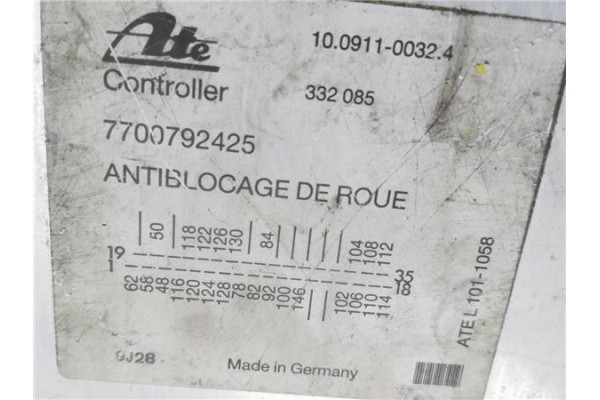 Ate 10.0911-0032.4
Controller 332 085
7700792425
ANTIBLOCAGE DE ROUE
50 118 122 126 130 84 104 108 112
19 35
1 18
62 58 48 116 120 124 128 78 82 92 100 146 102 106 110 114
ATE L 101-1058
Made in Germany